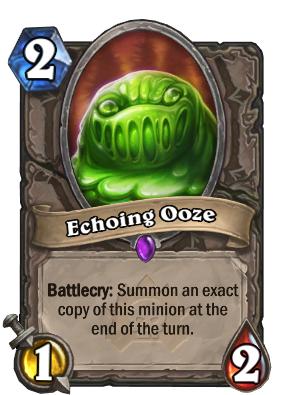 2
Echoing Ooze
Battlecry: Summon an exact
copy of this minion at the
end of the turn.
1
2